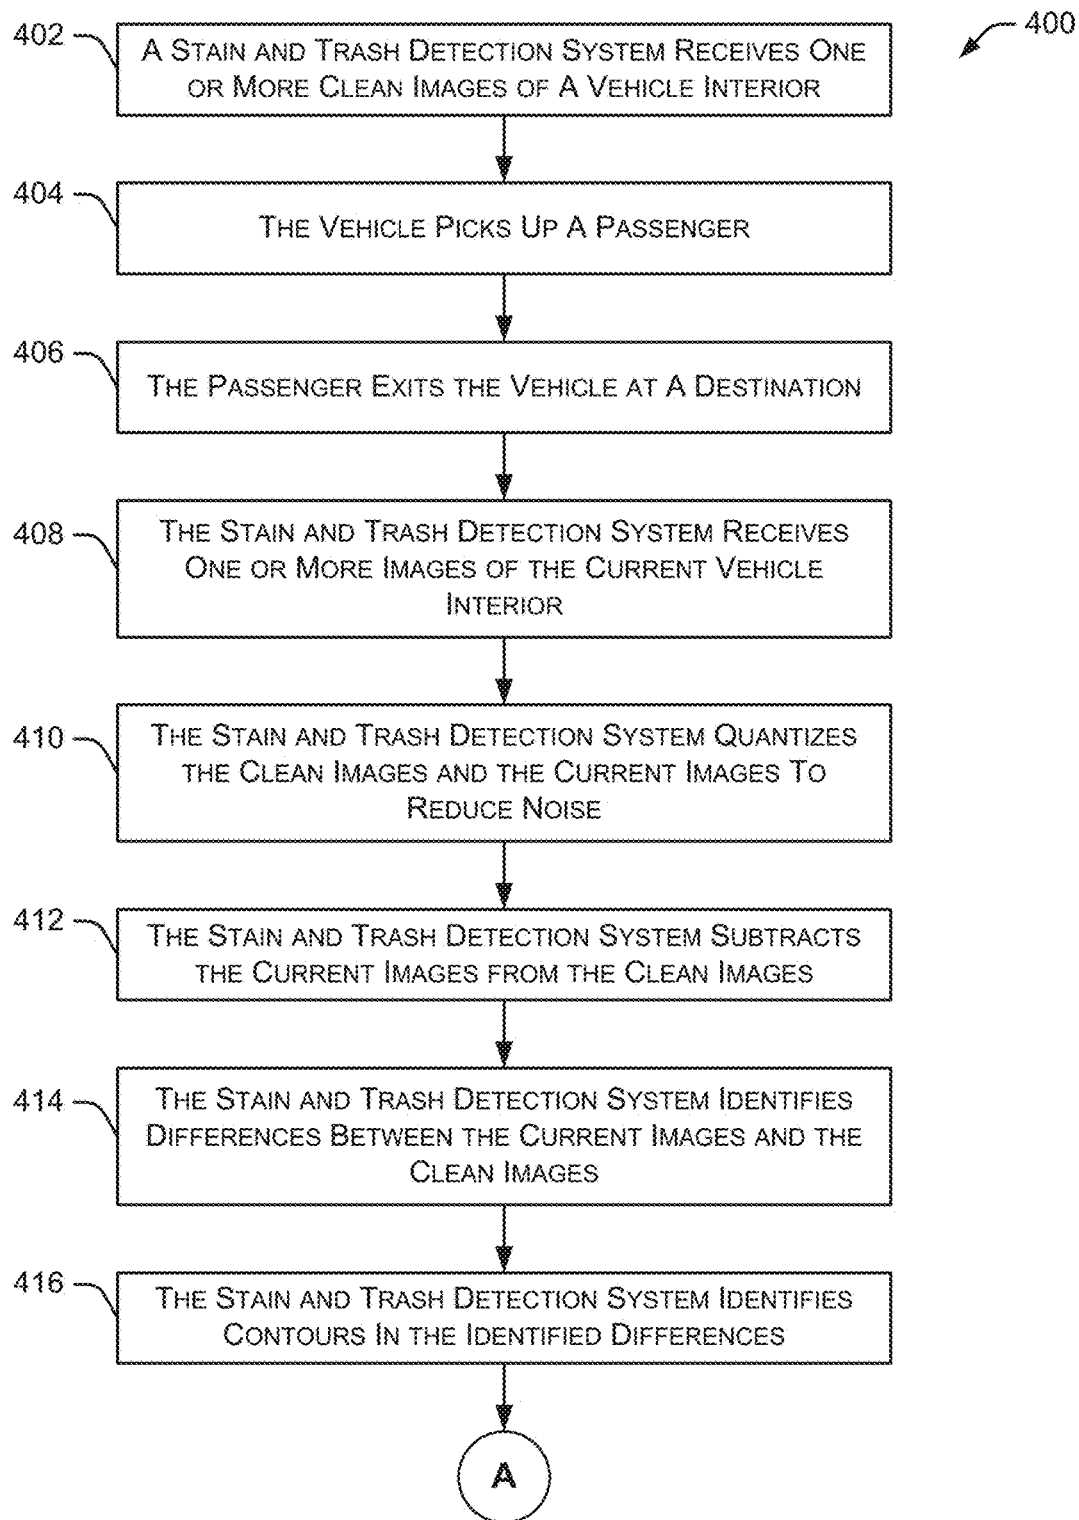 400
402
A STAIN AND TRASH DETECTION SYSTEM RECEIVES ONE
OR MORE CLEAN IMAGES OF A VEHICLE INTERIOR
404
THE VEHICLE PICKS UP A PASSENGER
406
THE PASSENGER EXITS THE VEHICLE AT A DESTINATION
408
THE STAIN AND TRASH DETECTION SYSTEM RECEIVES
ONE OR MORE IMAGES OF THE CURRENT VEHICLE
INTERIOR
410
THE STAIN AND TRASH DETECTION SYSTEM QUANTIZES
THE CLEAN IMAGES AND THE CURRENT IMAGES TO
REDUCE NOISE
412
THE STAIN AND TRASH DETECTION SYSTEM SUBTRACTS
THE CURRENT IMAGES FROM THE CLEAN IMAGES
414
THE STAIN AND TRASH DETECTION SYSTEM IDENTIFIES
DIFFERENCES BETWEEN THE CURRENT IMAGES AND THE
CLEAN IMAGES
416
THE STAIN AND TRASH DETECTION SYSTEM IDENTIFIES
CONTOURS IN THE IDENTIFIED DIFFERENCES
A